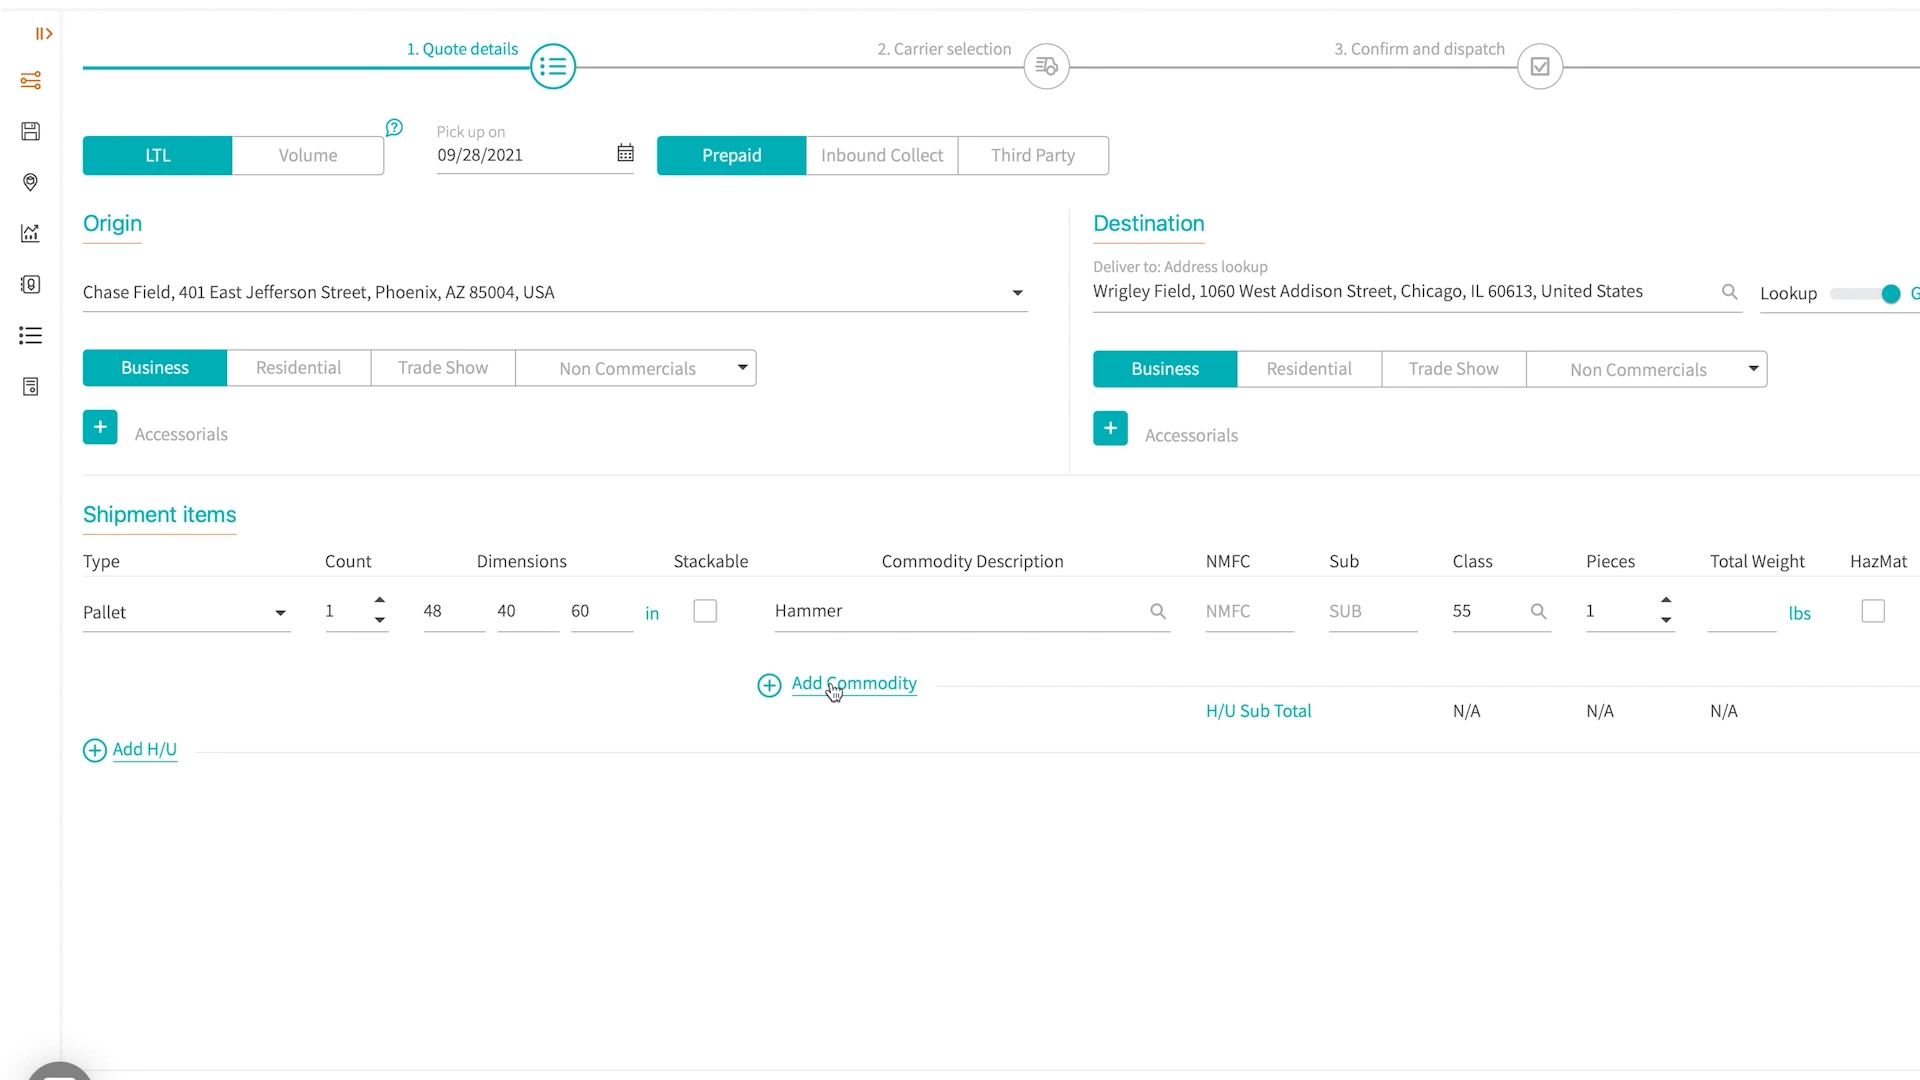 1. Quote details
2. Carrier selection
3. Confirm and dispatch
LTL
Volume
?
Pick up on
09/28/2021
Prepaid
Inbound Collect
Third Party
Origin
Chase Field, 401 East Jefferson Street, Phoenix, AZ 85004, USA
Business
Residential
Trade Show
Non Commercials
+
Accessorials
Destination
Deliver to: Address lookup
Wrigley Field, 1060 West Addison Street, Chicago, IL 60613, United States
Lookup
G
Business
Residential
Trade Show
Non Commercials
+
Accessorials
Shipment items
Type Count Dimensions Stackable Commodity Description NMFC Sub Class Pieces Total Weight HazMat
Pallet 1 48 40 60 in Hammer NMFC SUB 55 1 lbs
Add Commodity
H/U Sub Total N/A N/A N/A
Add H/U